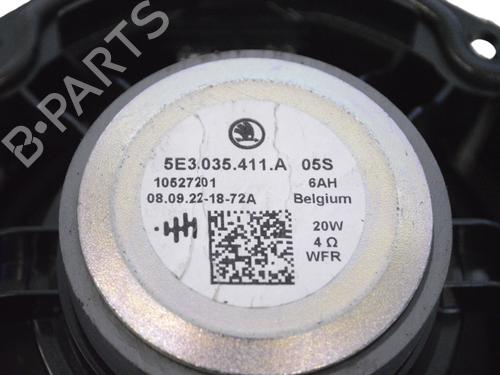 B-PARTS
5E3.035.411.A 05S
10527201 6AH
08.09.22-18-72A Belgium
20W
4 Ω
WFR